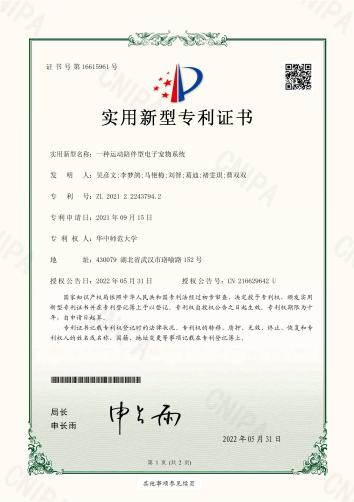 证书号第16615961号
实用新型专利证书
实用新型名称：一种运动陪伴型电子宠物系统
发 明 人：吴彦文;李梦鸽;马艳梅;刘智;葛迪;褚雯琪;蔡双双
专 利 号：ZL 2021 2 2243794.2
专利申请日：2021年09月15日
专 利 权 人：华中师范大学
地 址：430079 湖北省武汉市珞喻路152号
授权公告日：2022年05月31日 授权公告号：CN 216629642 U
国家知识产权局依照中华人民共和国专利法经过初步审查，决定授予专利权，颁发实用
新型专利证书并在专利登记簿上予以登记。专利权自授权公告之日起生效。专利权期限为十
年，自申请日起算。
专利证书记载专利权登记时的法律状况。专利权的转移、质押、无效、终止、恢复和专
利权人的姓名或名称、国籍、地址变更等事项记载在专利登记簿上。
局长
申长雨
申长雨
2022年05月31日
第 1 页 (共 2 页)
其他事项参见续页
CNIPA